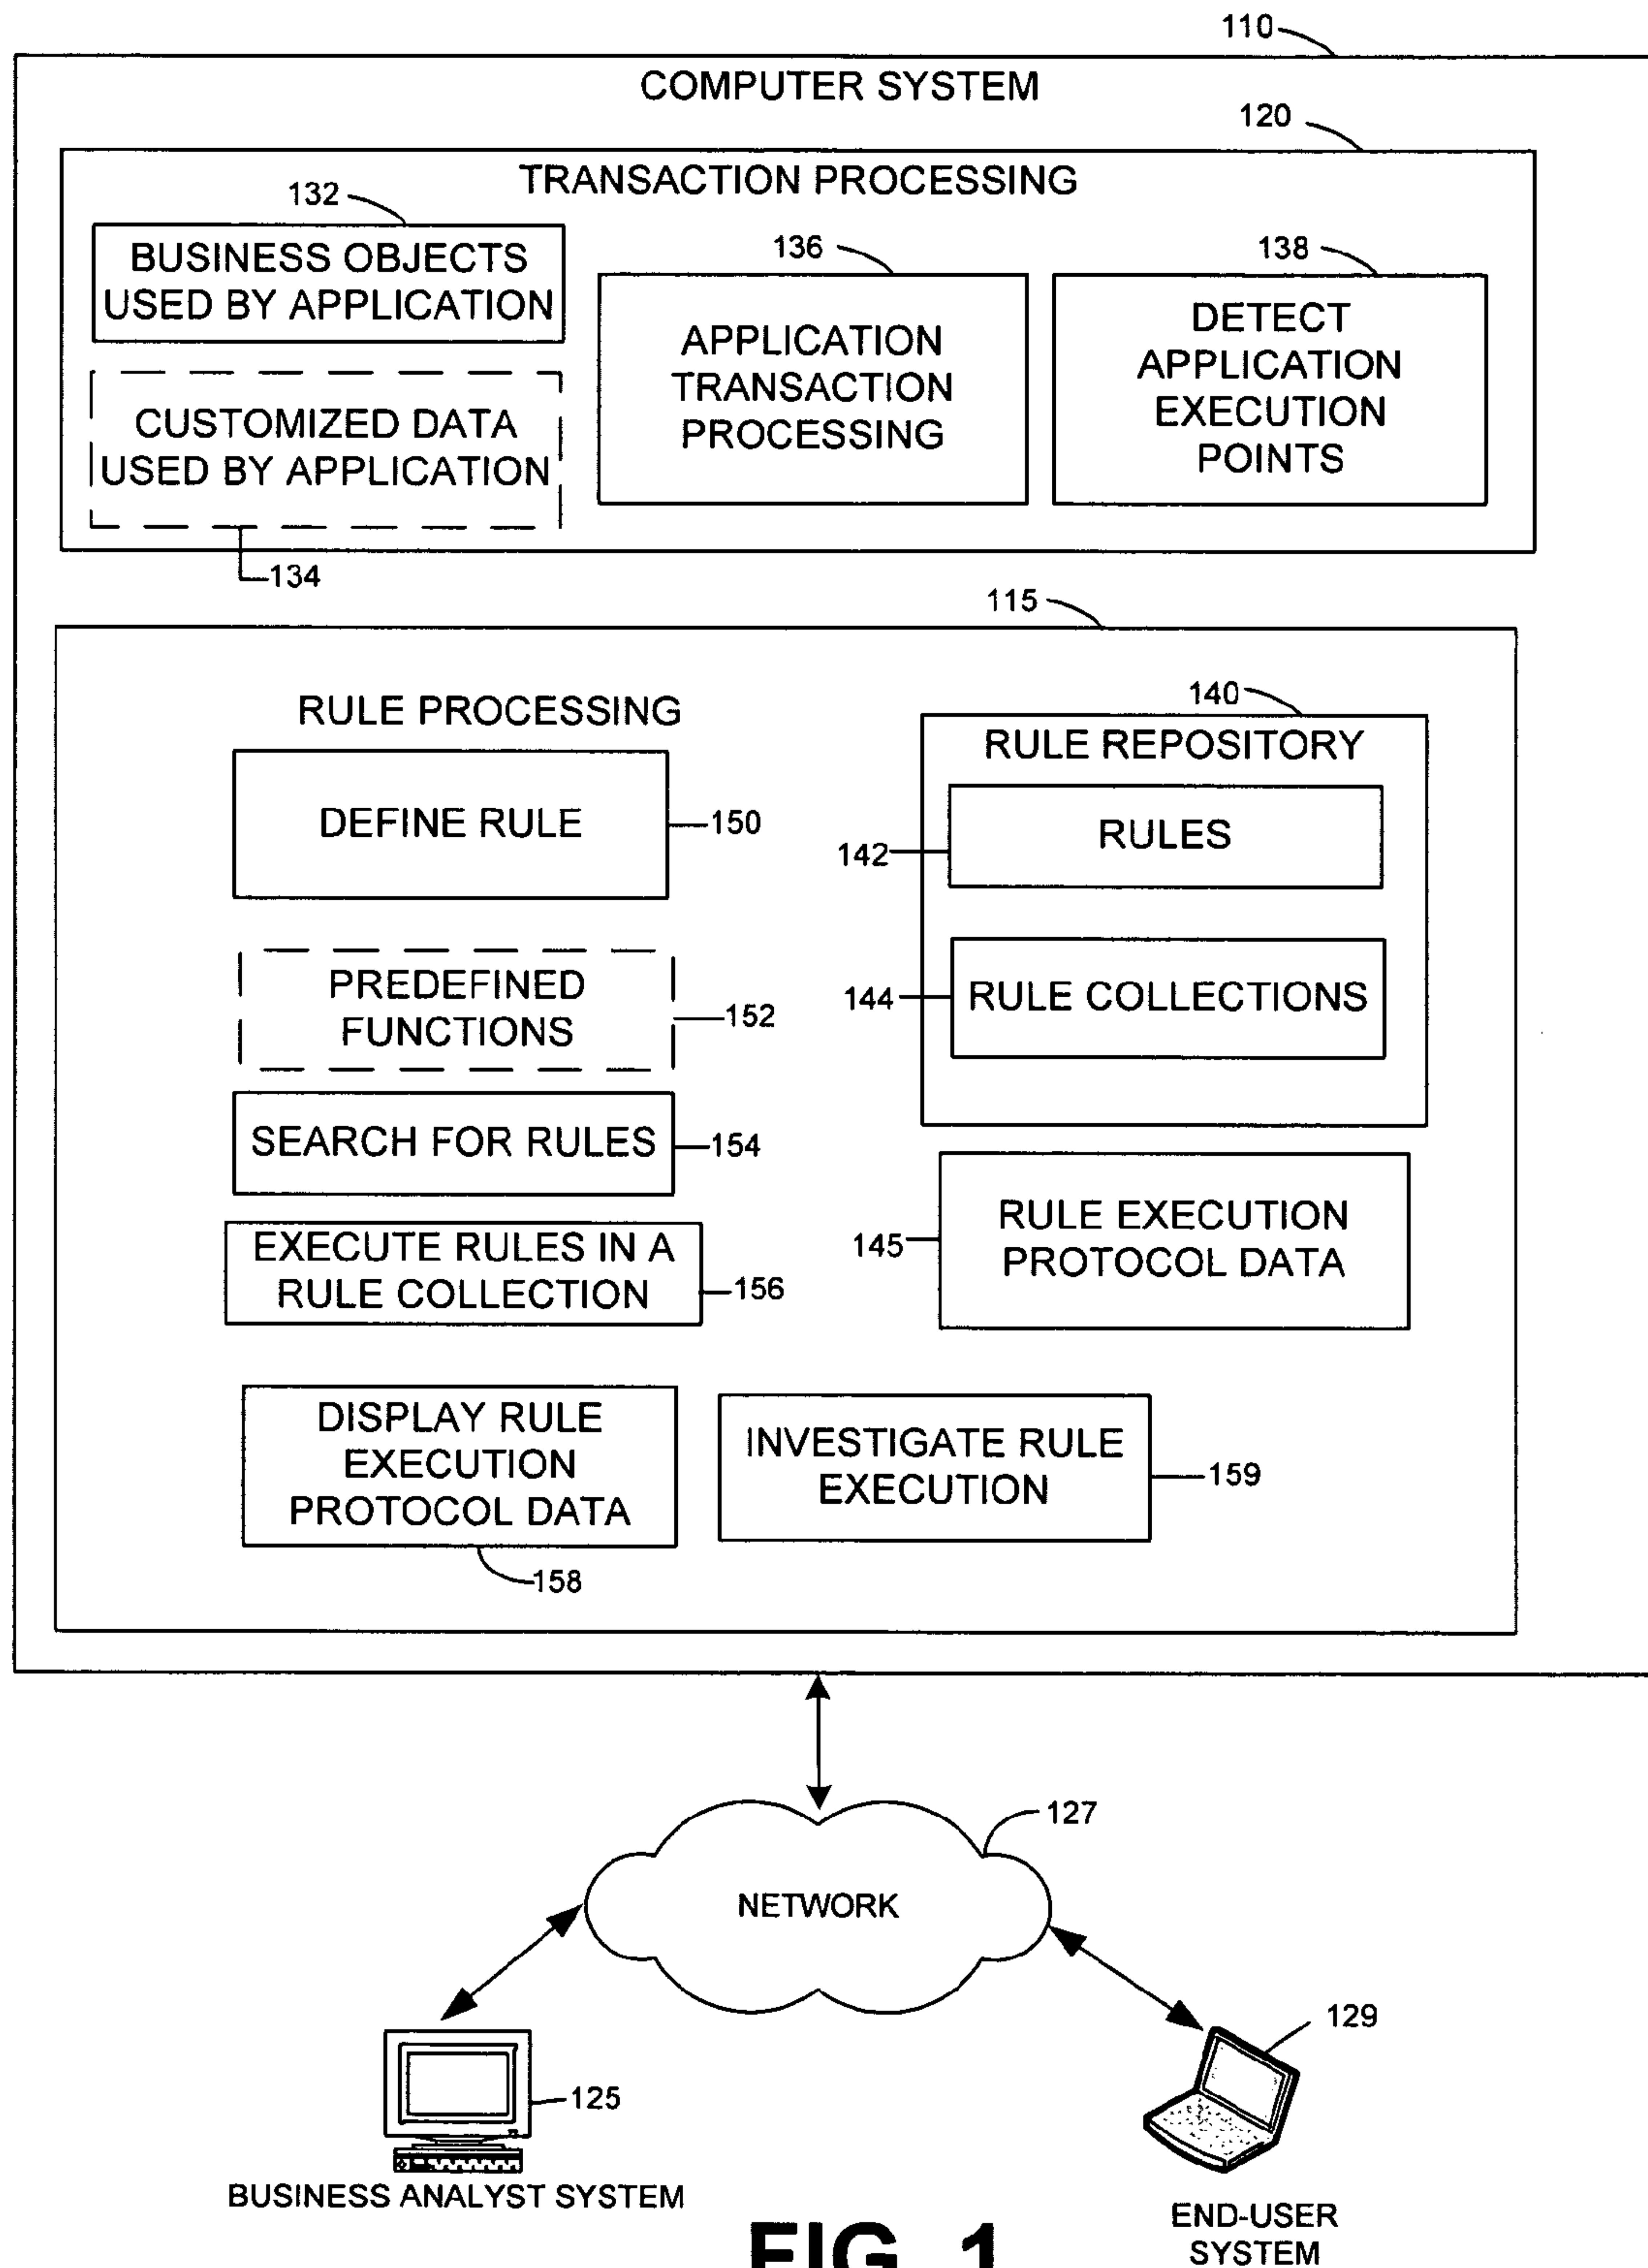 110
COMPUTER SYSTEM
120
TRANSACTION PROCESSING
132
BUSINESS OBJECTS
USED BY APPLICATION
136
APPLICATION
TRANSACTION
PROCESSING
138
DETECT
APPLICATION
EXECUTION
POINTS
CUSTOMIZED DATA
USED BY APPLICATION
134
115
RULE PROCESSING
140
RULE REPOSITORY
DEFINE RULE
150
RULES
142
PREDEFINED
FUNCTIONS
152
144
RULE COLLECTIONS
SEARCH FOR RULES
154
EXECUTE RULES IN A
RULE COLLECTION
156
145
RULE EXECUTION
PROTOCOL DATA
DISPLAY RULE
EXECUTION
PROTOCOL DATA
158
INVESTIGATE RULE
EXECUTION
159
127
NETWORK
125
BUSINESS ANALYST SYSTEM
129
END-USER
SYSTEM
FIG. 1